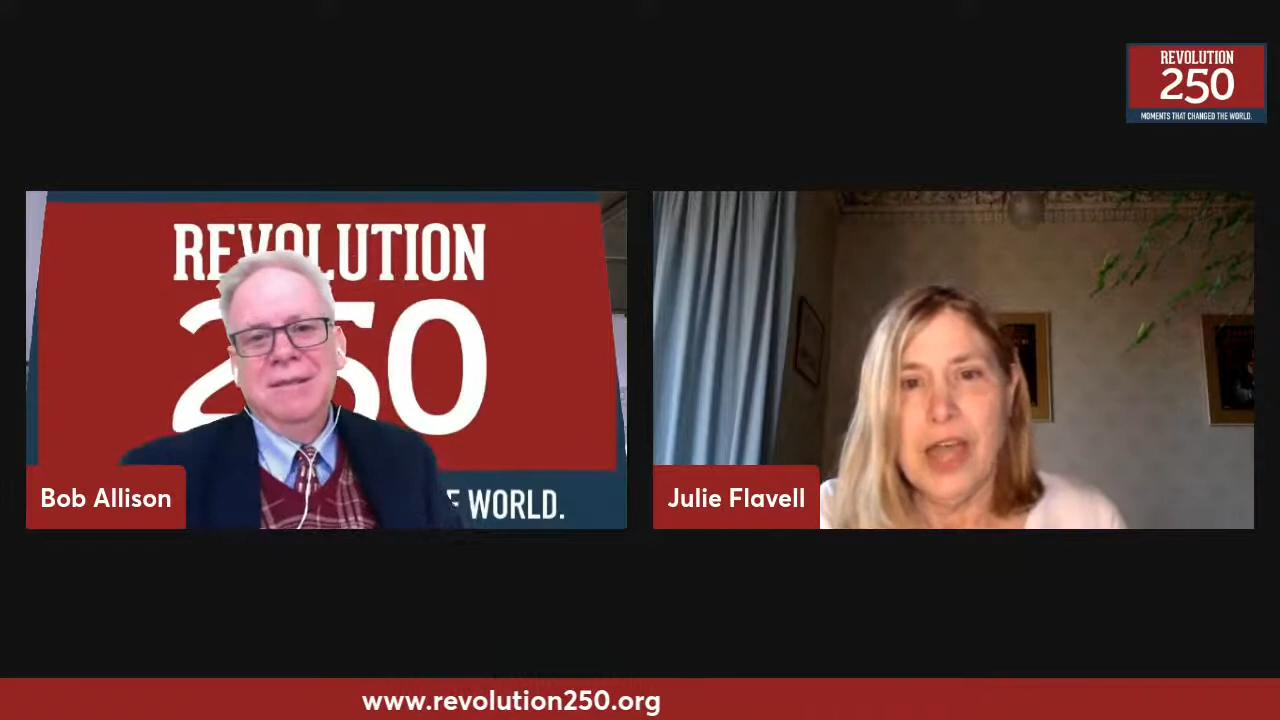 REVOLUTION
250
MOMENTS THAT CHANGED THE WORLD.
REVOLUTION
250
WORLD.
Bob Allison
Julie Flavell
www.revolution250.org